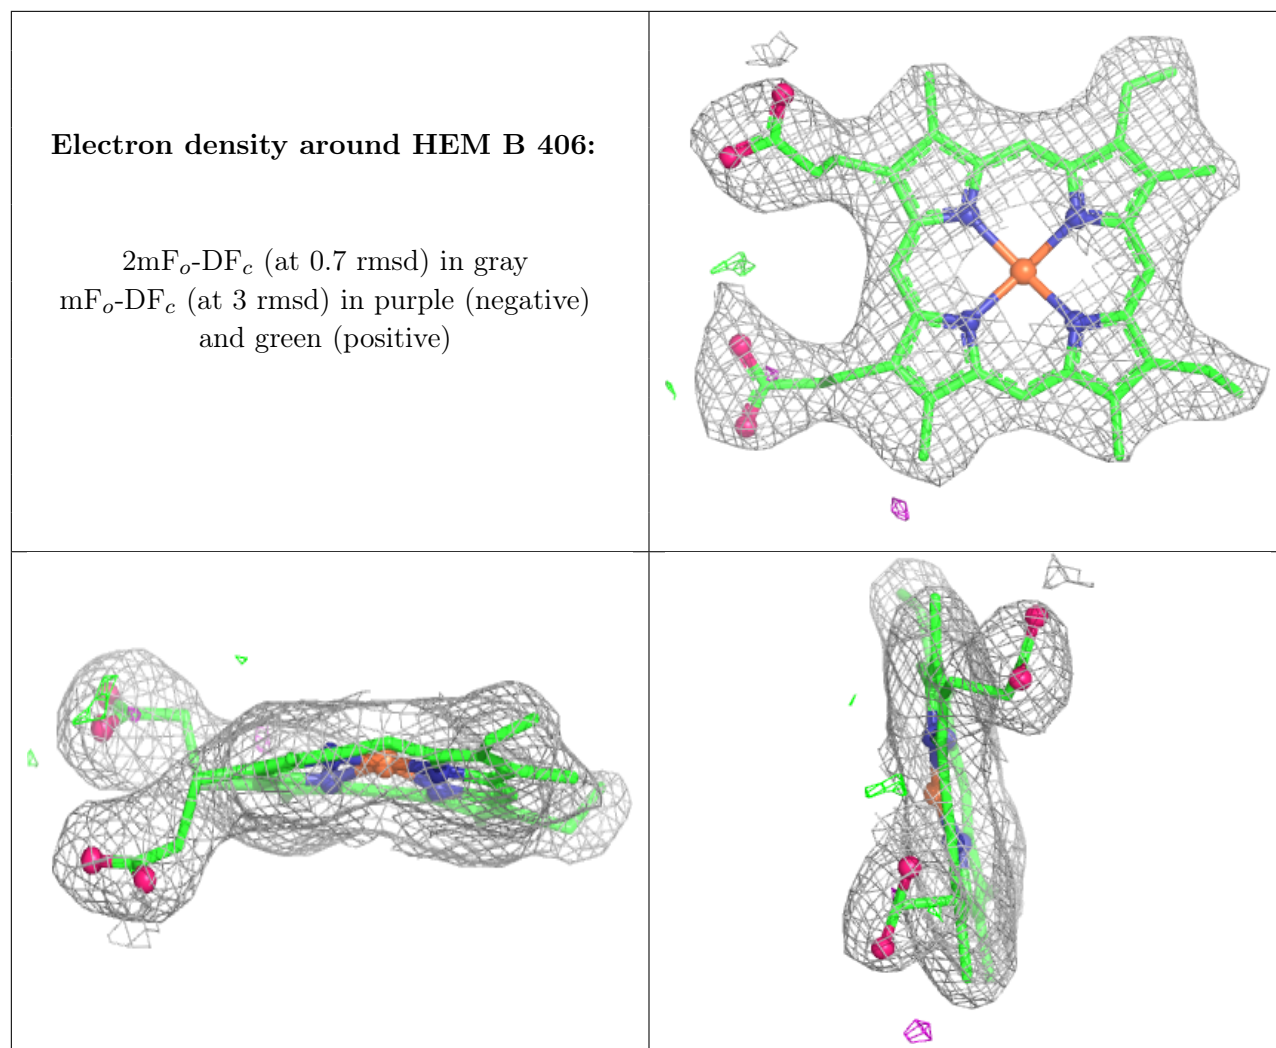 Electron density around HEM B 406:
2mFo-DFc (at 0.7 rmsd) in gray
mFo-DFc (at 3 rmsd) in purple (negative)
and green (positive)